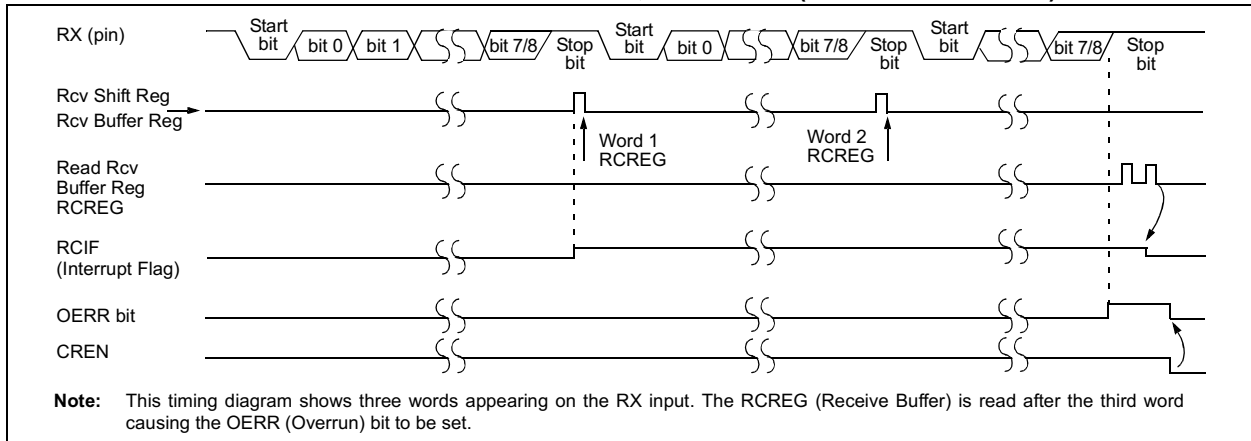 RX (pin)
Start
bit
bit 0
bit 1
bit 7/8
Stop
bit
Start
bit
bit 0
bit 7/8
Stop
bit
Start
bit
bit 7/8
Stop
bit
Rcv Shift Reg
Rcv Buffer Reg
Word 1
RCREG
Word 2
RCREG
Read Rcv
Buffer Reg
RCREG
RCIF
(Interrupt Flag)
OERR bit
CREN
Note: This timing diagram shows three words appearing on the RX input. The RCREG (Receive Buffer) is read after the third word
causing the OERR (Overrun) bit to be set.